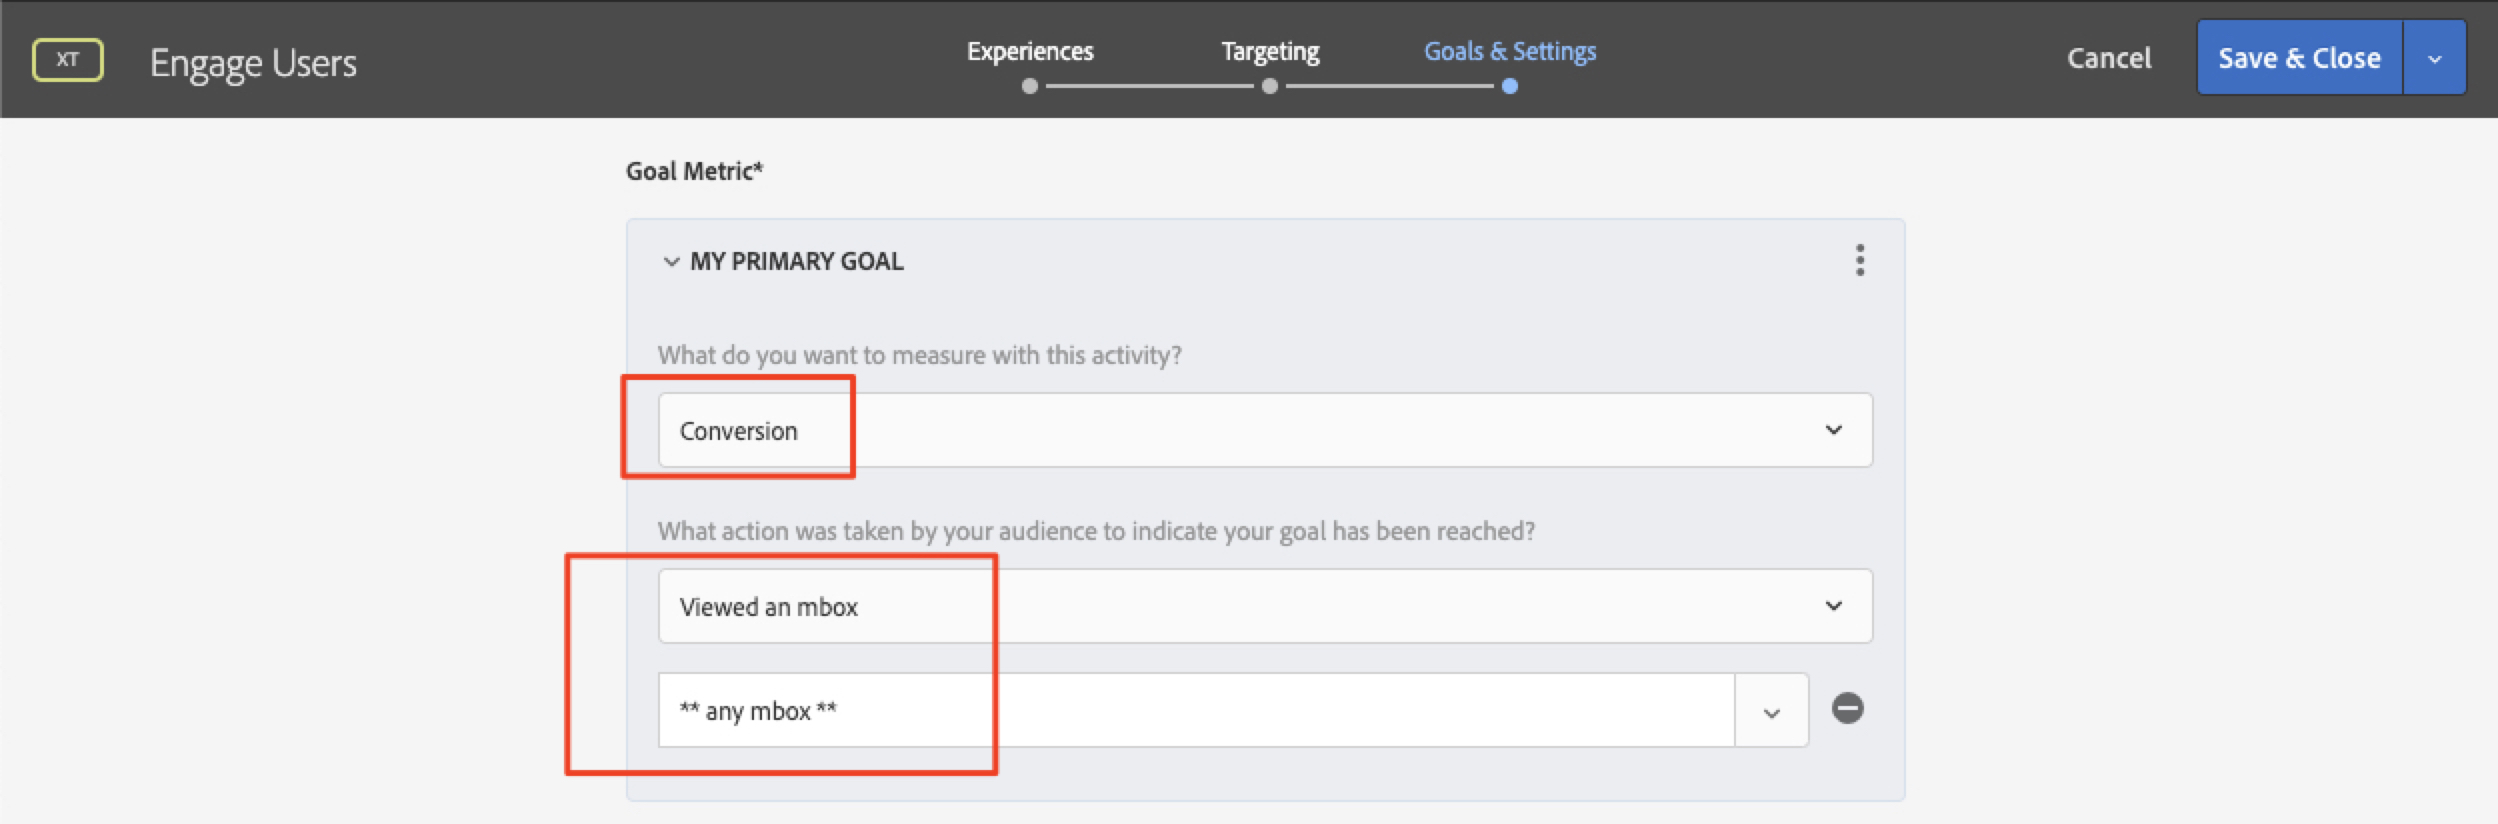 XT
Engage Users
Experiences
Targeting
Goals & Settings
Cancel
Save & Close
Goal Metric*
MY PRIMARY GOAL
What do you want to measure with this activity?
Conversion
What action was taken by your audience to indicate your goal has been reached?
Viewed an mbox
** any mbox **